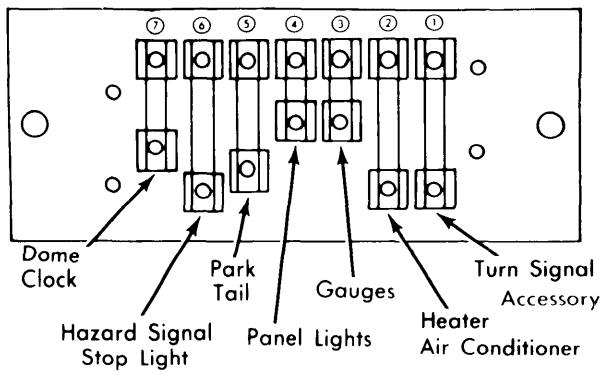 7 6 5 4 3 2 1
Dome
Clock
Hazard Signal
Stop Light
Park
Tail
Panel Lights
Gauges
Heater
Air Conditioner
Turn Signal
Accessory